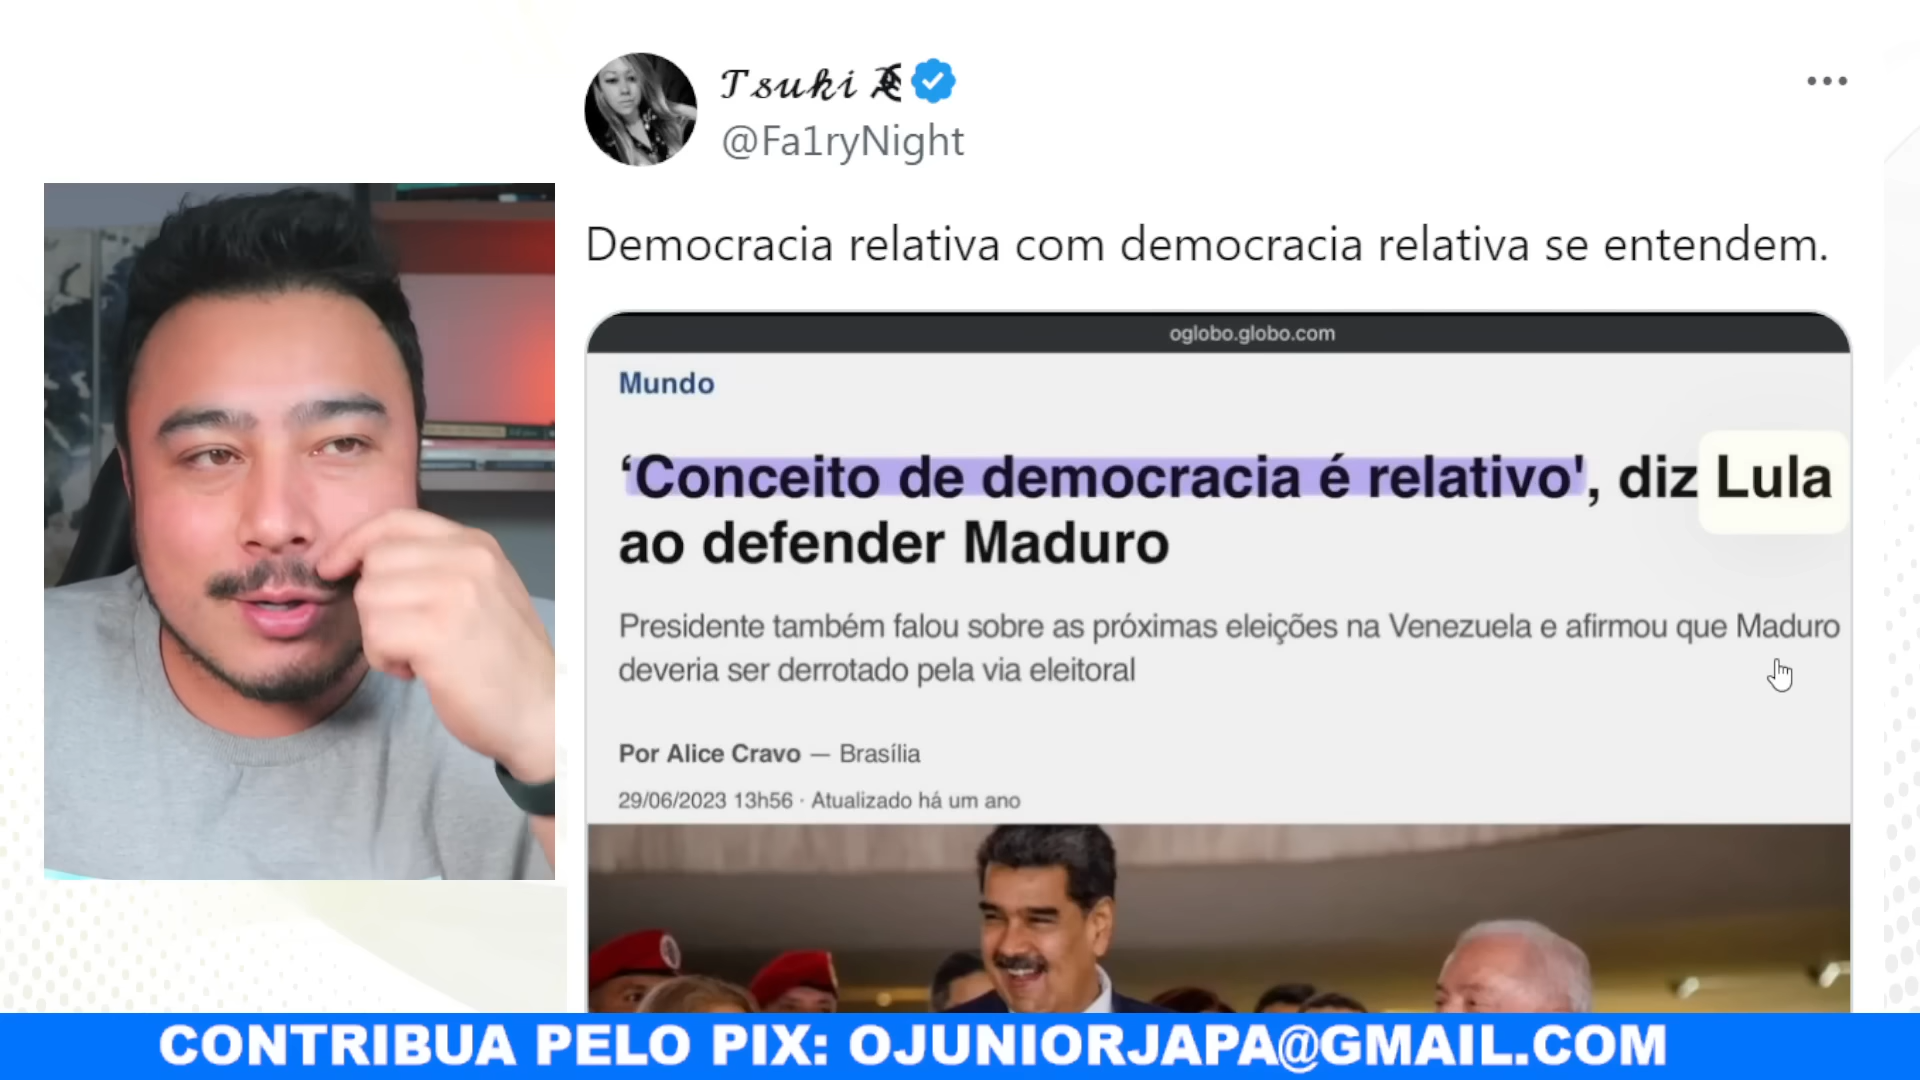 Tsuki
@Fa1ryNight
Democracia relativa com democracia relativa se entendem.
oglobo.globo.com
Mundo
‘Conceito de democracia é relativo', diz Lula
ao defender Maduro
Presidente também falou sobre as próximas eleições na Venezuela e afirmou que Maduro
deveria ser derrotado pela via eleitoral
Por Alice Cravo — Brasília
29/06/2023 13h56 · Atualizado há um ano
CONTRIBUA PELO PIX: OJUNIORJAPA@GMAIL.COM